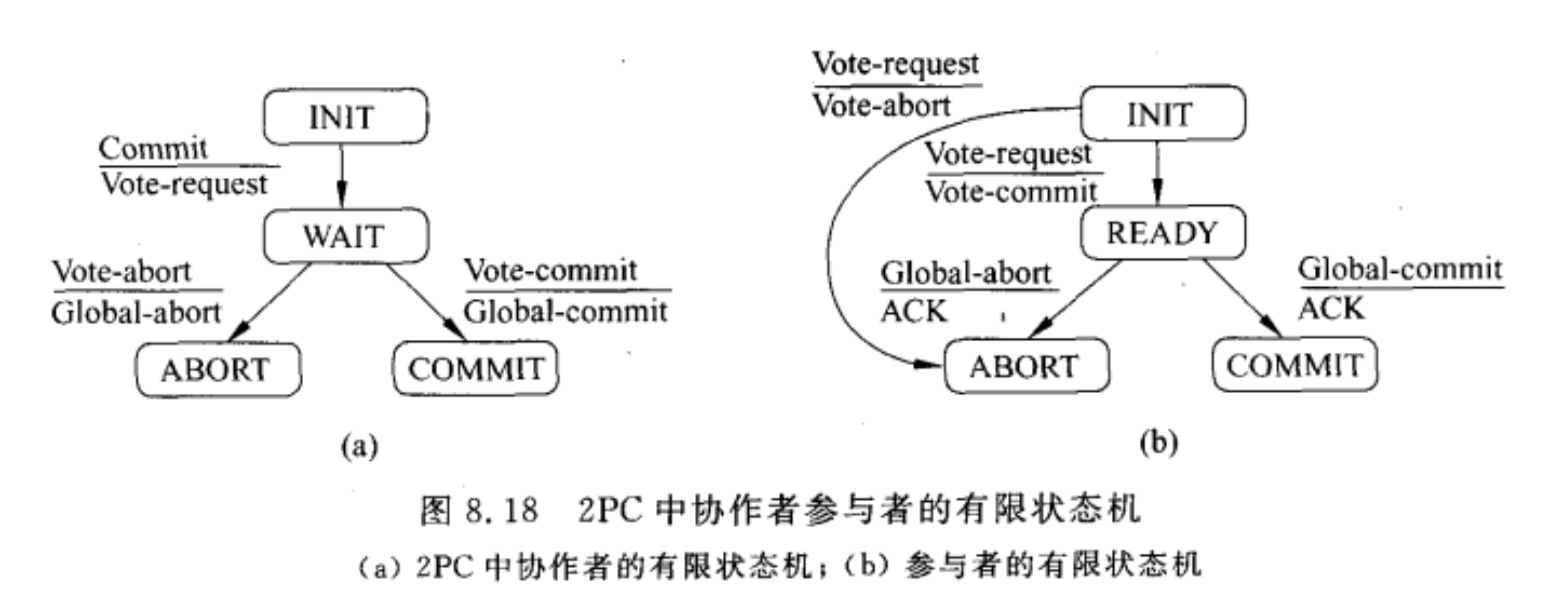 INIT
Commit
Vote-request
WAIT
Vote-abort
Global-abort
Vote-commit
Global-commit
ABORT
COMMIT
(a)
Vote-request
Vote-abort
INIT
Vote-request
Vote-commit
READY
Global-abort
ACK
Global-commit
ACK
ABORT
COMMIT
(b)
图 8.18 2PC 中协作者参与者的有限状态机
(a) 2PC 中协作者的有限状态机；(b) 参与者的有限状态机